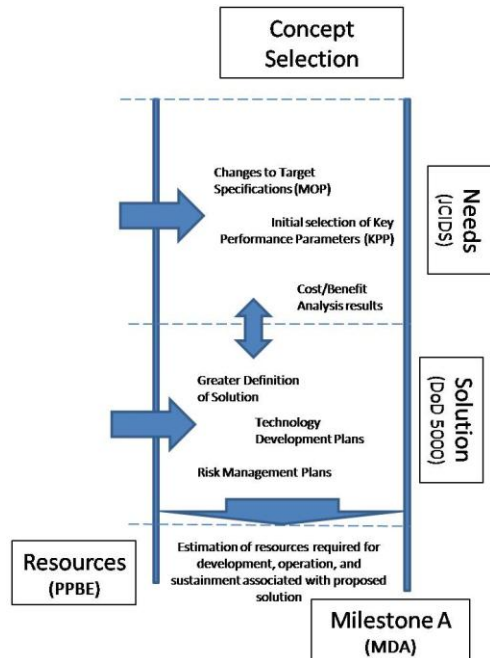 Concept
Selection
Changes to Target
Specifications (MOP)
Initial selection of Key
Performance Parameters (KPP)
Cost/Benefit
Analysis results
Needs
(JCIDS)
Greater Definition
of Solution
Technology
Development Plans
Risk Management Plans
Solution
(DoD 5000)
Estimation of resources required for
development, operation, and
sustainment associated with proposed
solution
Resources
(PPBE)
Milestone A
(MDA)